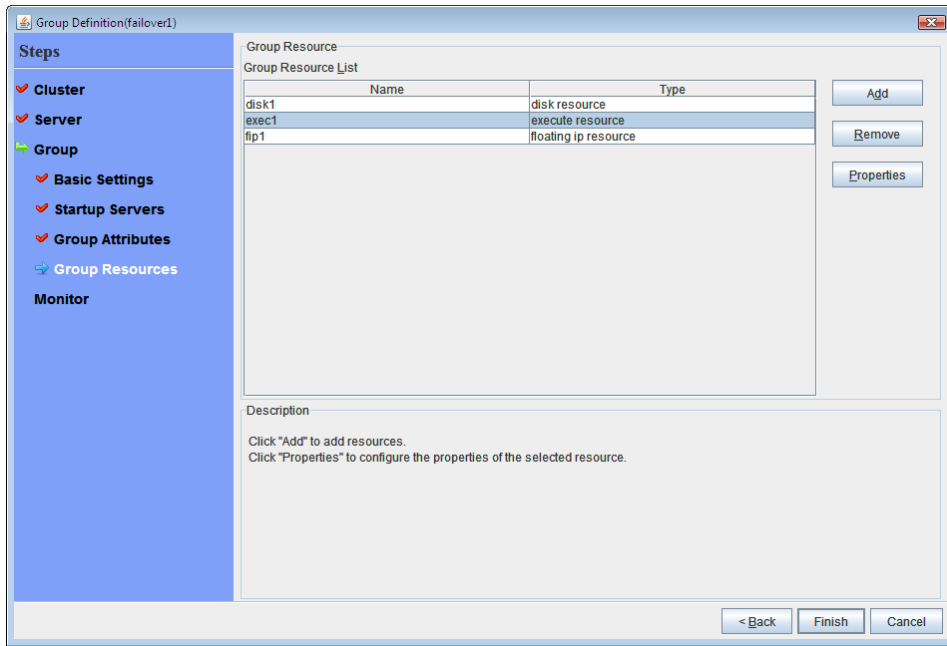 Group Definition(failover1)
Steps
Cluster
Server
Group
Basic Settings
Startup Servers
Group Attributes
Group Resources
Monitor
Group Resource
Group Resource List
Name Type
disk1 disk resource
exec1 execute resource
fip1 floating ip resource
Add
Remove
Properties
Description
Click "Add" to add resources.
Click "Properties" to configure the properties of the selected resource.
< Back Finish Cancel